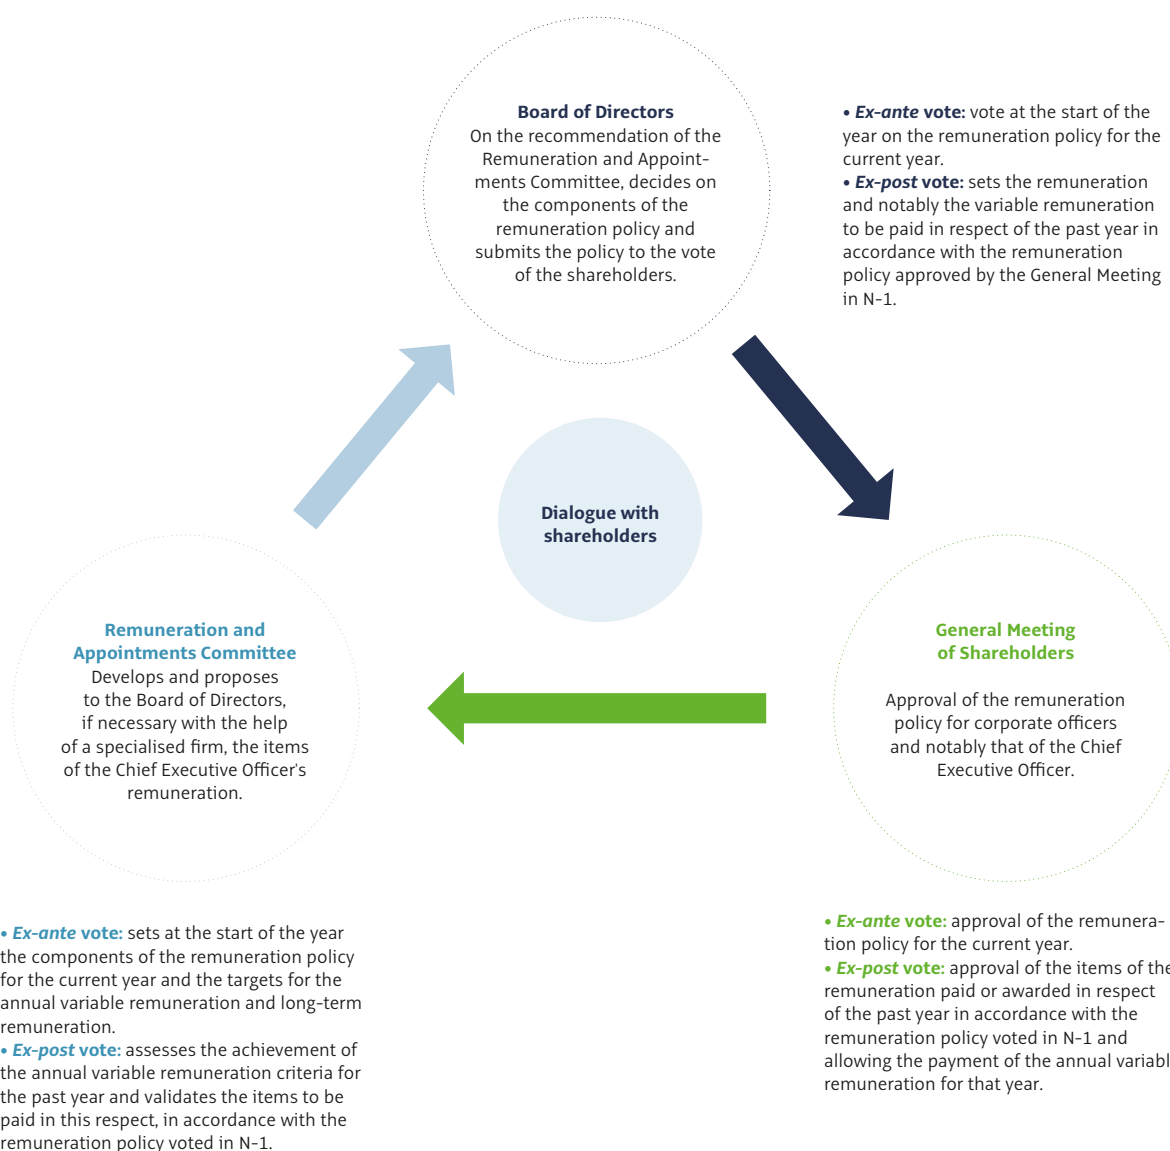 Board of Directors
On the recommendation of the
Remuneration and Appoint-
ments Committee, decides on
the components of the
remuneration policy and
submits the policy to the vote
of the shareholders.
• Ex-ante vote: vote at the start of the
year on the remuneration policy for the
current year.
• Ex-post vote: sets the remuneration
and notably the variable remuneration
to be paid in respect of the past year in
accordance with the remuneration
policy approved by the General Meeting
in N-1.
Dialogue with
shareholders
Remuneration and
Appointments Committee
Develops and proposes
to the Board of Directors,
if necessary with the help
of a specialised firm, the items
of the Chief Executive Officer's
remuneration.
General Meeting
of Shareholders
Approval of the remuneration
policy for corporate officers
and notably that of the Chief
Executive Officer.
• Ex-ante vote: sets at the start of the year
the components of the remuneration policy
for the current year and the targets for the
annual variable remuneration and long-term
remuneration.
• Ex-post vote: assesses the achievement of
the annual variable remuneration criteria for
the past year and validates the items to be
paid in this respect, in accordance with the
remuneration policy voted in N-1.
• Ex-ante vote: approval of the remunera-
tion policy for the current year.
• Ex-post vote: approval of the items of the
remuneration paid or awarded in respect
of the past year in accordance with the
remuneration policy voted in N-1 and
allowing the payment of the annual variabl
remuneration for that year.